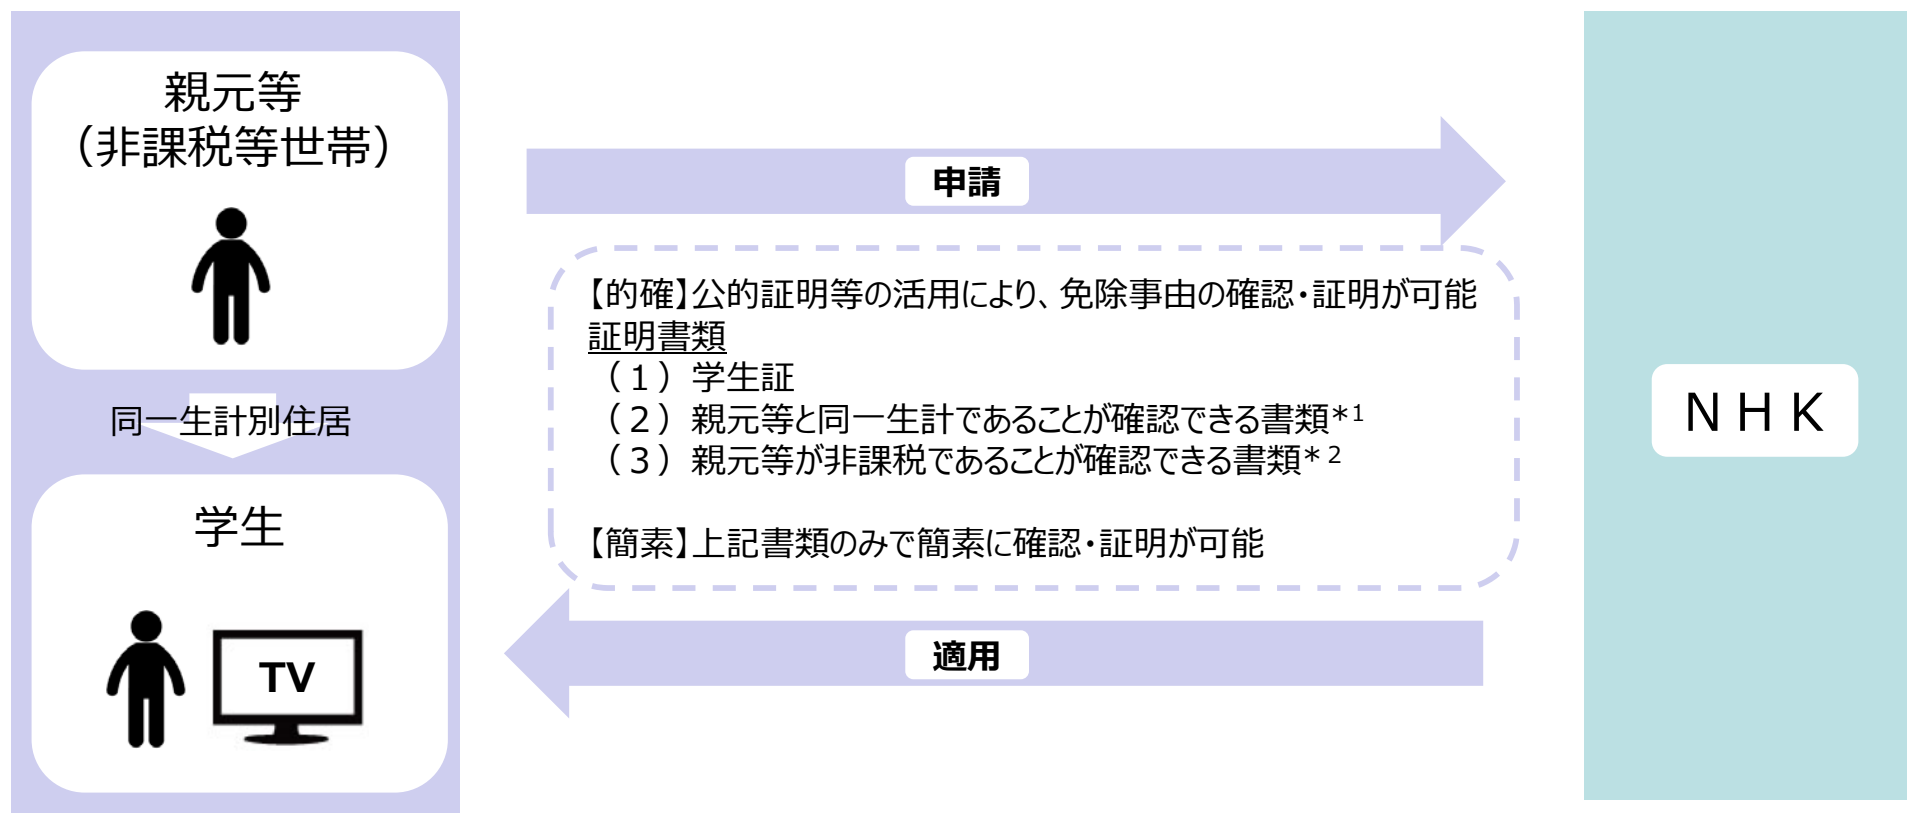 親元等
（非課税等世帯）
同一生計別住居
学生
TV
申請
【的確】公的証明等の活用により、免除事由の確認・証明が可能
証明書類
（１）学生証
（２）親元等と同一生計であることが確認できる書類*1
（３）親元等が非課税であることが確認できる書類*2
【簡素】上記書類のみで簡素に確認・証明が可能
適用
ＮＨＫ